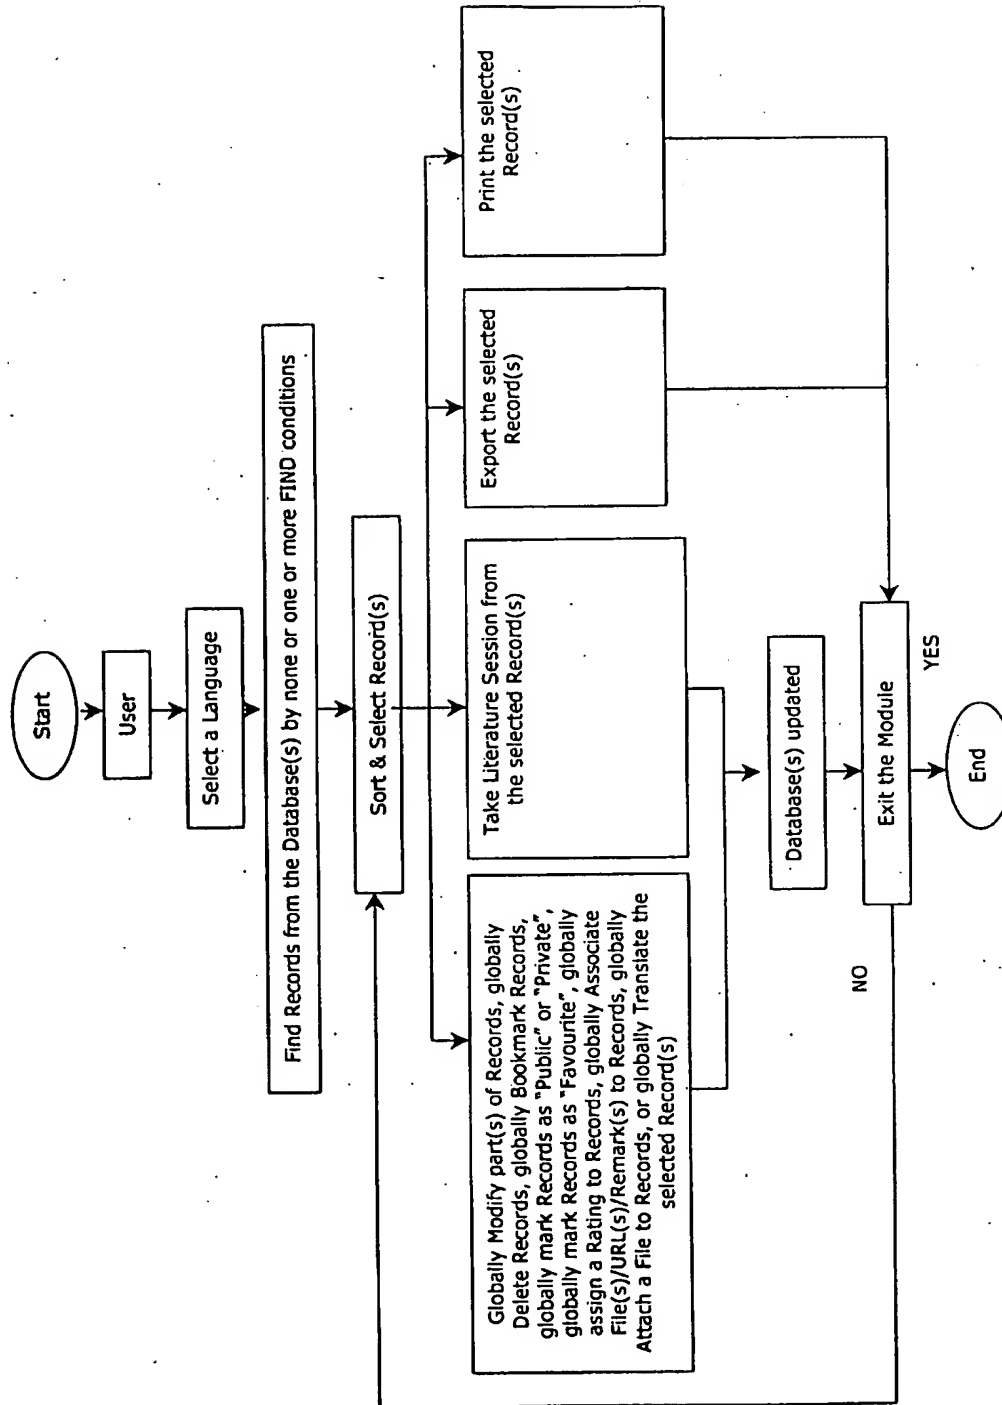 Start
User
Select a Language
Find Records from the Database(s) by none or one or more FIND conditions
Sort & Select Record(s)
Globally Modify part(s) of Records, globally
Delete Records, globally Bookmark Records,
globally mark Records as "Public" or "Private",
globally mark Records as "Favourite", globally
assign a Rating to Records, globally Associate
File(s)/URL(s)/Remark(s) to Records, globally
Attach a File to Records, or globally Translate the
selected Record(s)
Take Literature Session from
the selected Record(s)
Export the selected
Record(s)
Print the selected
Record(s)
Database(s) updated
Exit the Module
NO
YES
End